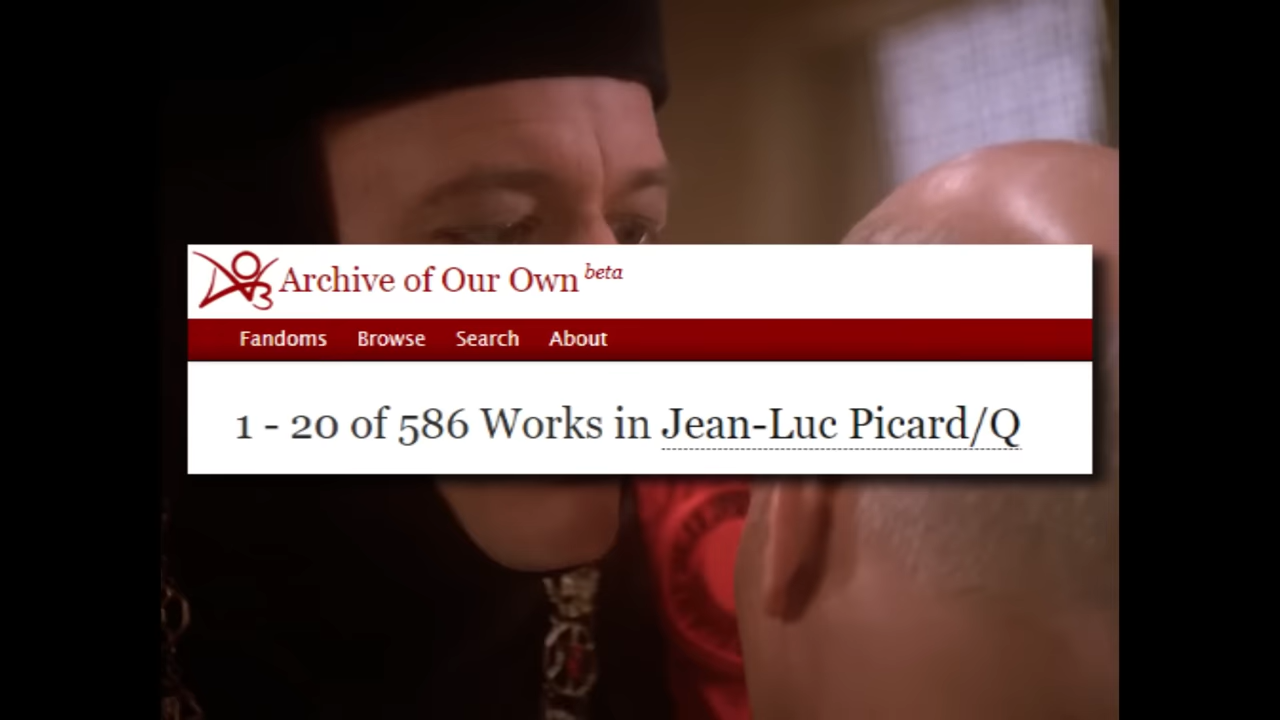 Archive of Our Own beta
Fandoms Browse Search About
1 - 20 of 586 Works in Jean-Luc Picard/Q